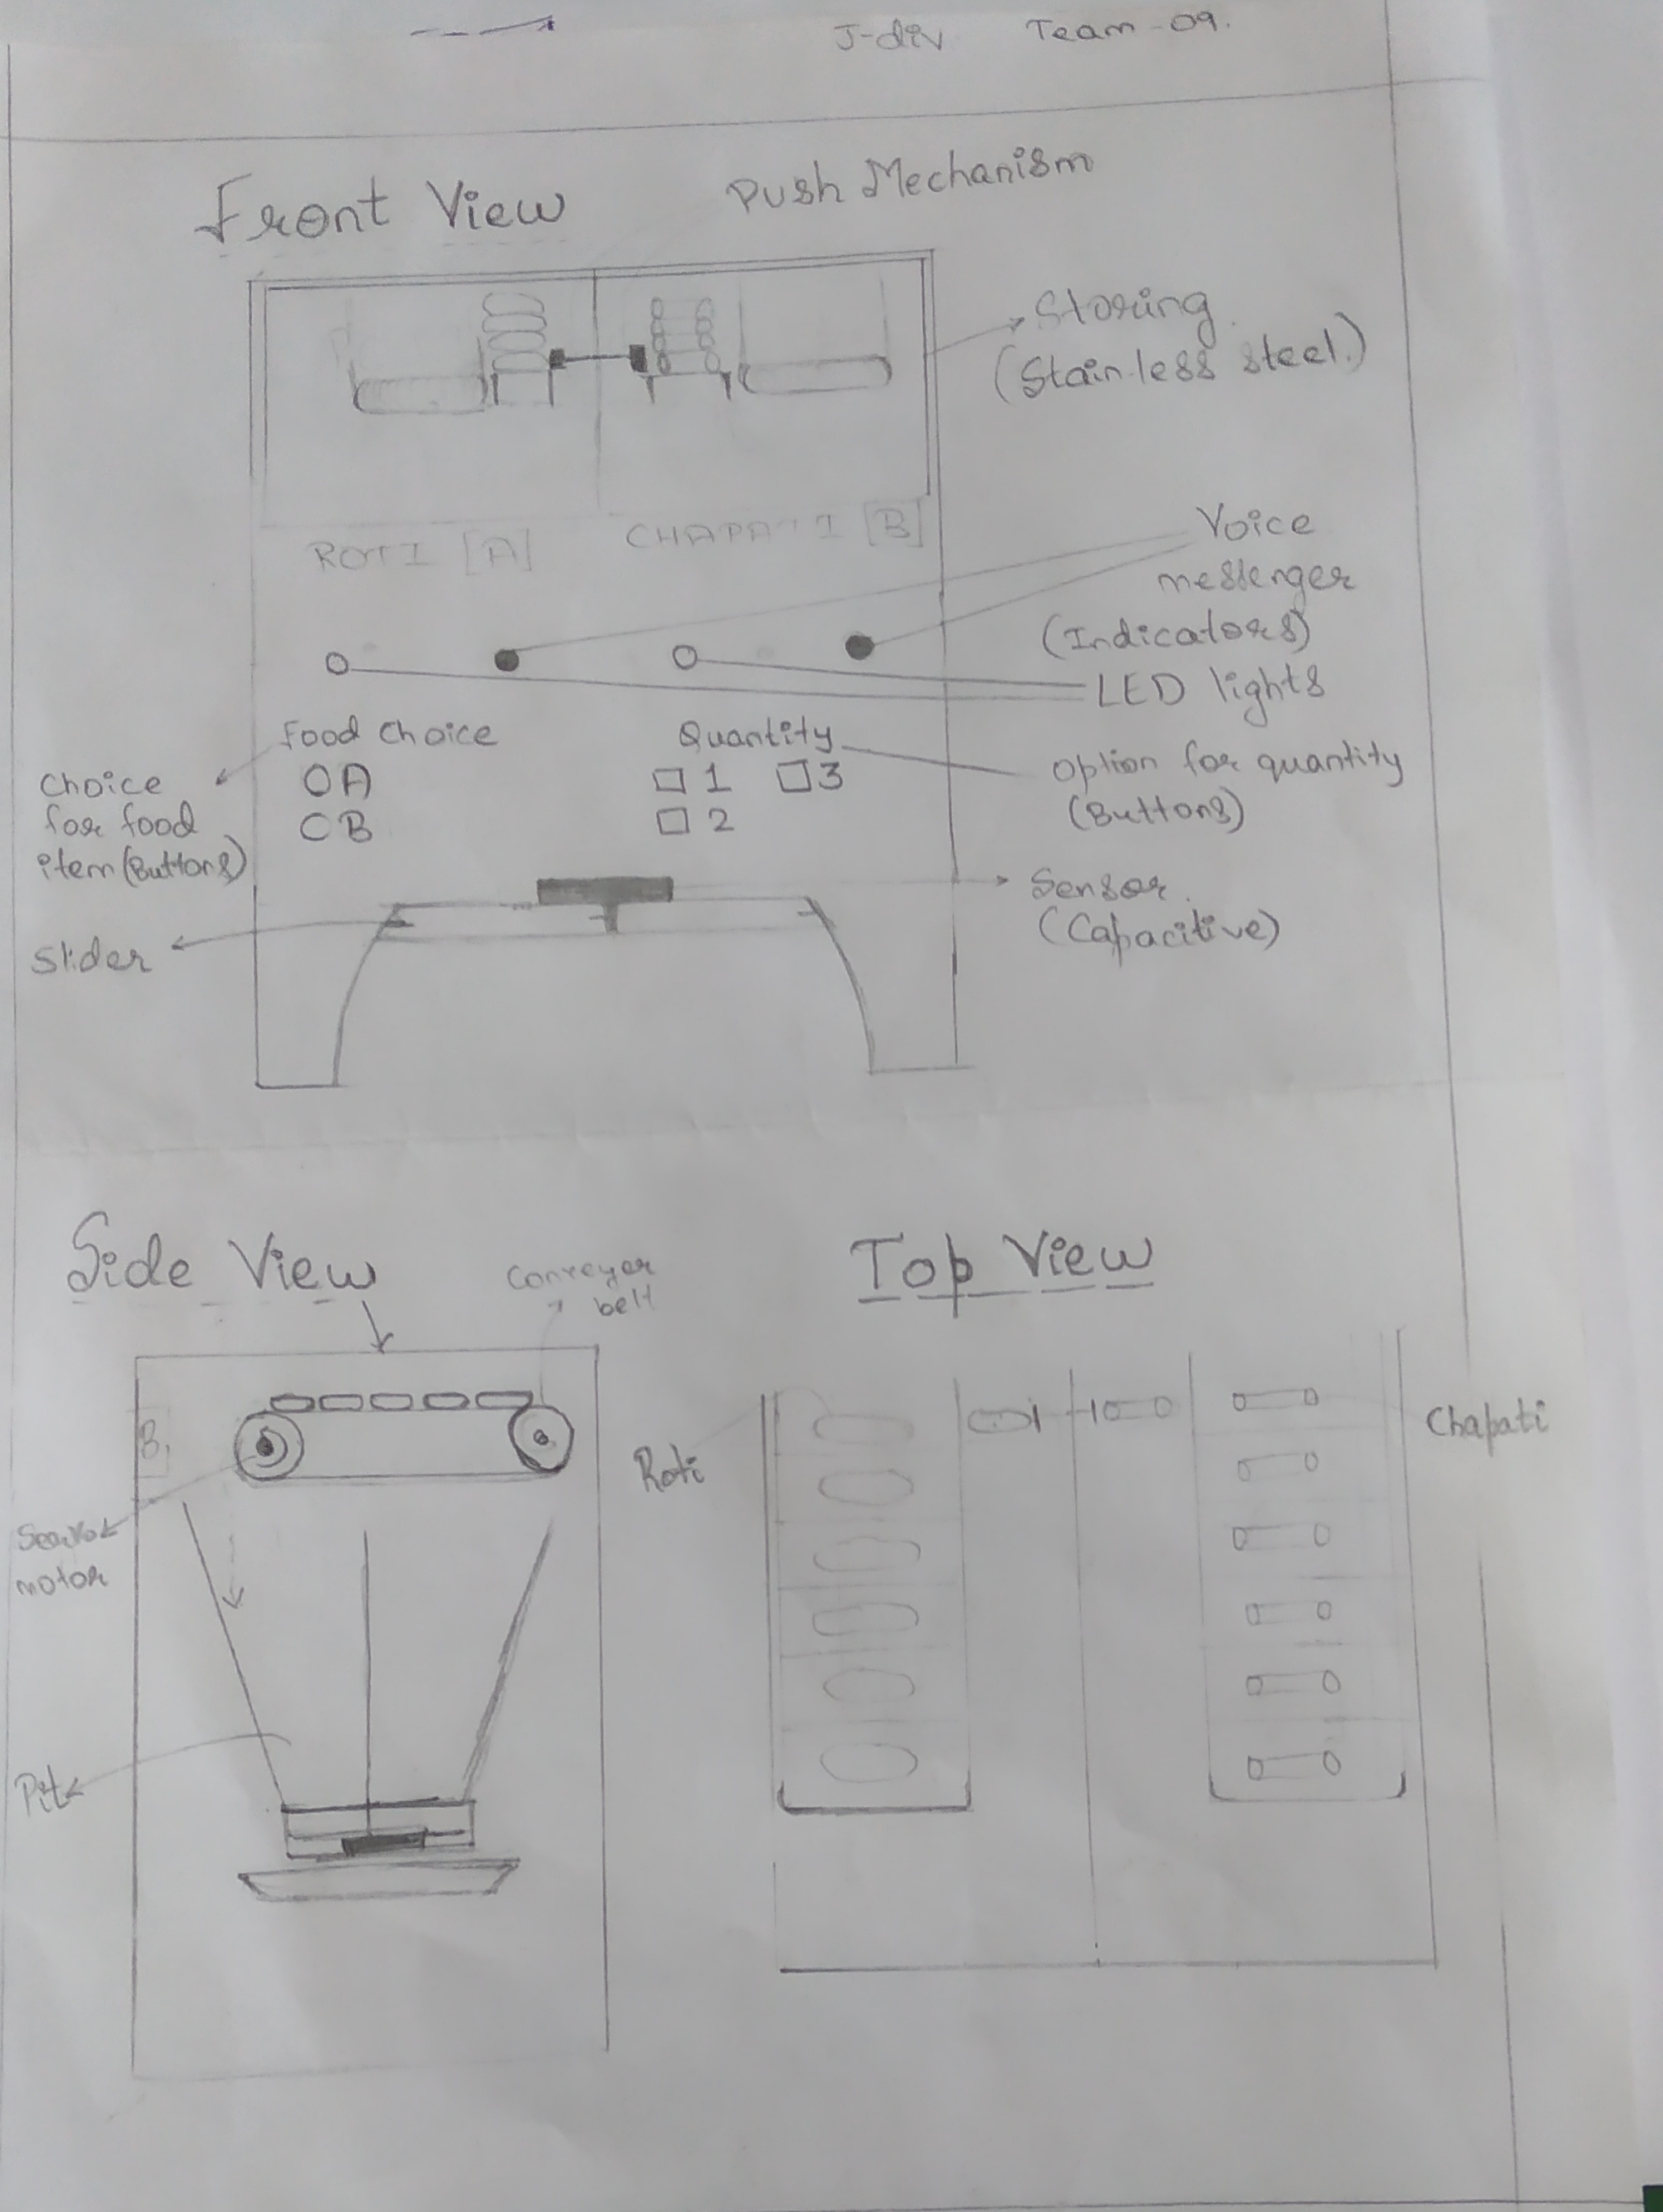 J-div Team-09.
Front View
Push Mechanism
Storing
(Stainless steel.)
ROTI [A]
CHAPATI [B]
Voice
messenger
(Indicators)
LED lights
Food Choice
Quantity
Choice
for food
item (Buttons)
O A
O B
□ 1 □ 3
□ 2
Option for quantity
(Buttons)
Sensor.
(Capacitive)
Slider
Side View
Conveyer
belt
Top View
B.
Roti
Chapati
motor
Pit